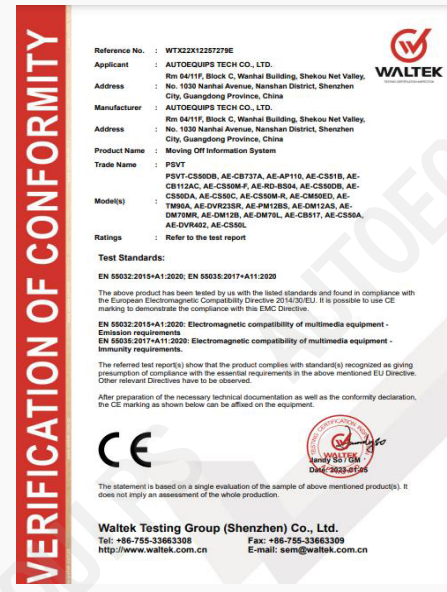 VERIFICATION OF CONFORMITY
WALTEK
Reference No. : WTX22X12257279E
Applicant : AUTOEQUIPS TECH CO., LTD.
Address : Rm 04/11F, Block C, Wanhai Building, Shekou Net Valley,
No. 1030 Nanhai Avenue, Nanshan District, Shenzhen
City, Guangdong Province, China
Manufacturer : AUTOEQUIPS TECH CO., LTD.
Address : Rm 04/11F, Block C, Wanhai Building, Shekou Net Valley,
No. 1030 Nanhai Avenue, Nanshan District, Shenzhen
City, Guangdong Province, China
Product Name : Moving Off Information System
Trade Name : PSVT
Model(s) : PSVT-CS50DB, AE-CB737A, AE-AP110, AE-CS51B, AE-
CB112AC, AE-CS50M-F, AE-RD-BS04, AE-CS50DB, AE-
CS50DA, AE-CS50C, AE-CS50M-R, AE-CM50ED, AE-
TM90A, AE-DVR23SR, AE-PM12BS, AE-DM12AS, AE-
DM70MR, AE-DM12B, AE-DM70L, AE-CB517, AE-CS50A,
AE-DVR402, AE-CS50L
Ratings : Refer to the test report
Test Standards:
EN 55032:2015+A1:2020; EN 55035:2017+A11:2020
The above product has been tested by us with the listed standards and found in compliance with
the European Electromagnetic Compatibility Directive 2014/30/EU. It is possible to use CE
marking to demonstrate the compliance with this EMC Directive.
EN 55032:2015+A1:2020: Electromagnetic compatibility of multimedia equipment -
Emission requirements
EN 55035:2017+A11:2020: Electromagnetic compatibility of multimedia equipment -
Immunity requirements.
The referred test report(s) show that the product complies with standard(s) recognized as giving
presumption of compliance with the essential requirements in the above mentioned EU Directive.
Other relevant Directives have to be observed.
After preparation of the necessary technical documentation as well as the conformity declaration,
the CE marking as shown below can be affixed on the equipment.
CE
WALTEK
Jandy So / GM
Date: 2023-01-05
The statement is based on a single evaluation of the sample of above mentioned product(s). It
does not imply an assessment of the whole production.
Waltek Testing Group (Shenzhen) Co., Ltd.
Tel: +86-755-33663308 Fax: +86-755-33663309
http://www.waltek.com.cn E-mail: sem@waltek.com.cn